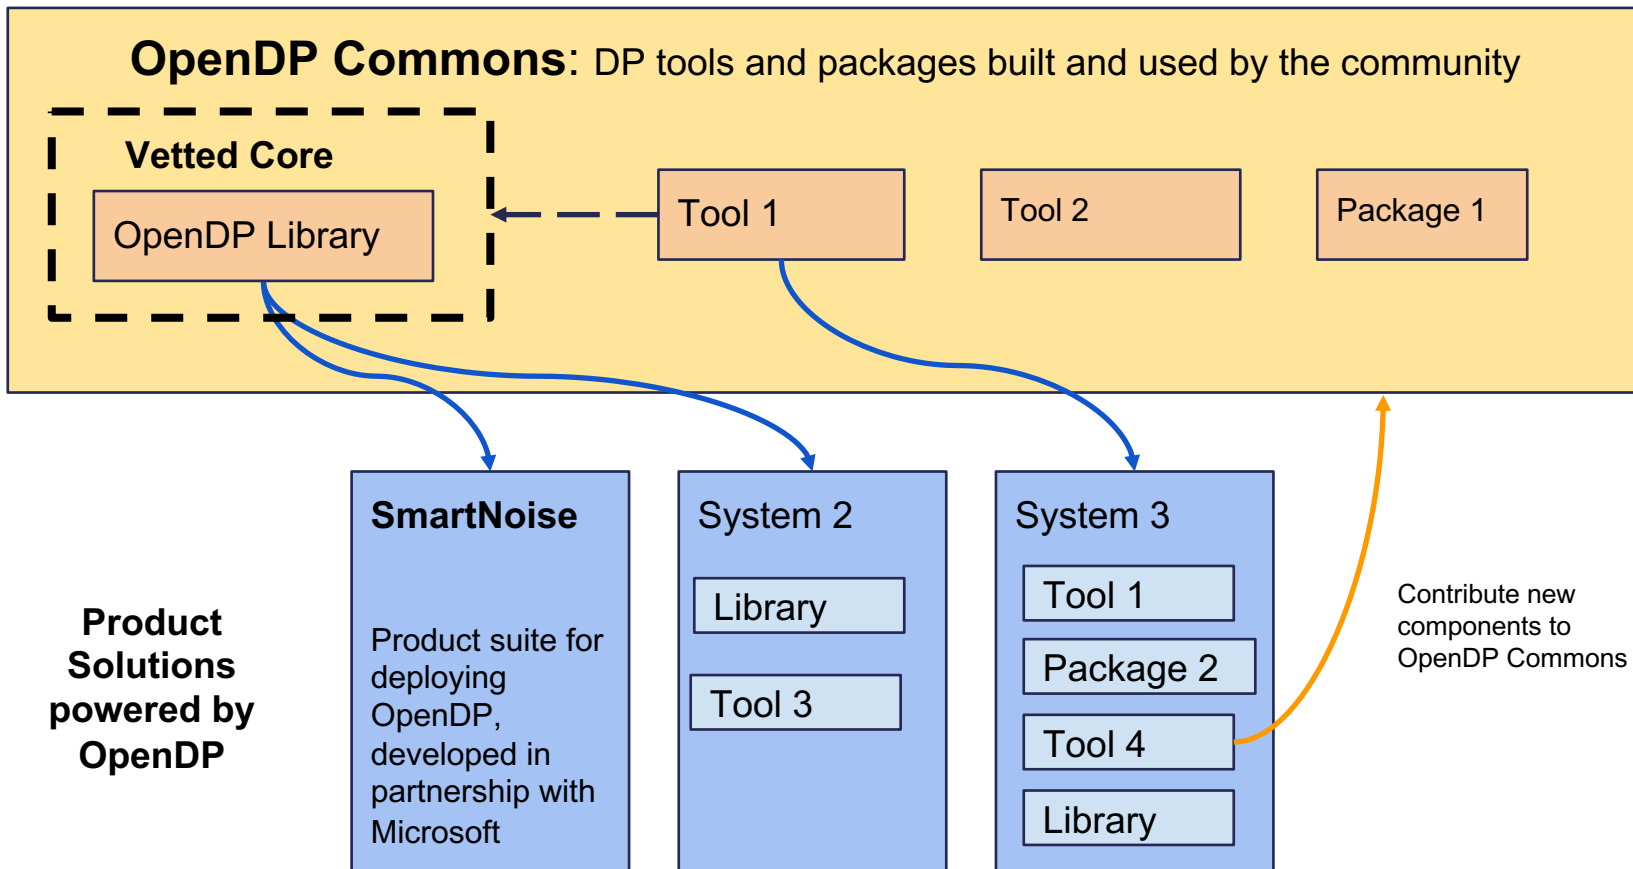 OpenDP Commons: DP tools and packages built and used by the community
Vetted Core
OpenDP Library
Tool 1
Tool 2
Package 1
Product
Solutions
powered by
OpenDP
SmartNoise
Product suite for
deploying
OpenDP,
developed in
partnership with
Microsoft
System 2
Library
Tool 3
System 3
Tool 1
Package 2
Tool 4
Library
Contribute new
components to
OpenDP Commons